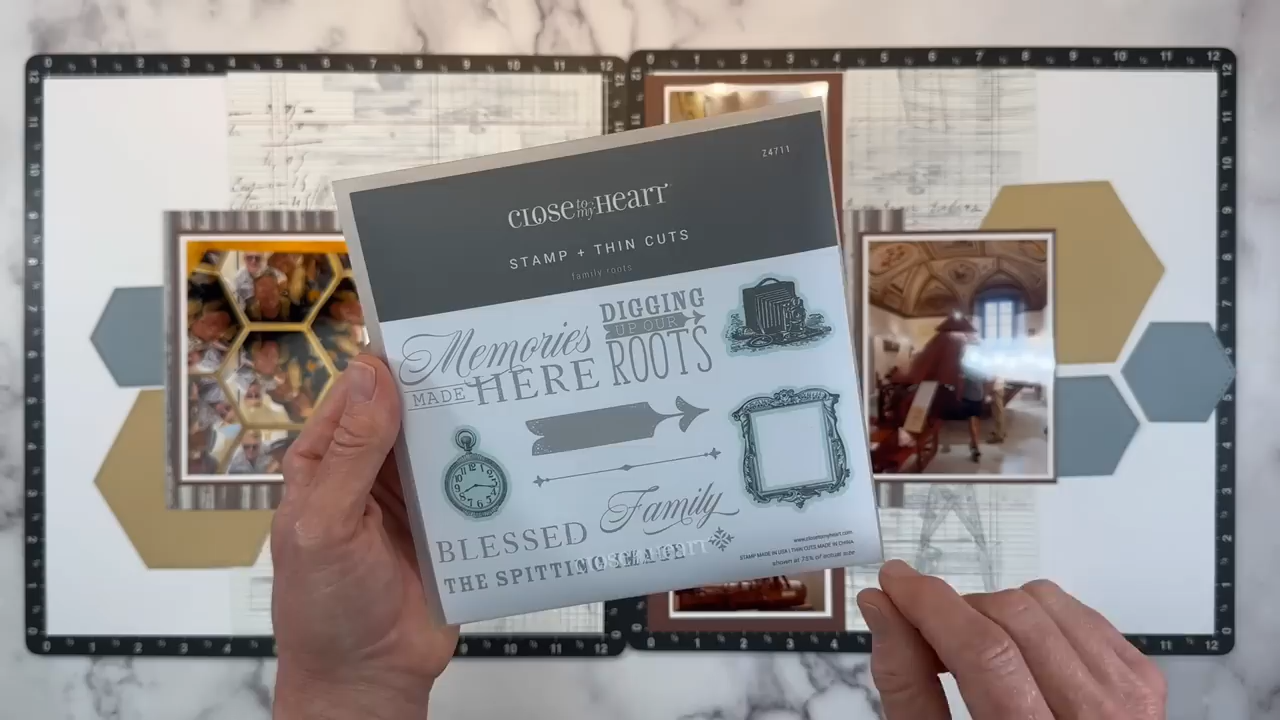 Z4711
CLOSE to my HEART
STAMP + THIN CUTS
family roots
Memories
MADE HERE
DIGGING
UP OUR
ROOTS
BLESSED Family
THE SPITTING IMAGE
www.closetomyheart.com
STAMP MADE IN USA | THIN CUTS MADE IN CHINA
shown at 75% of actual size